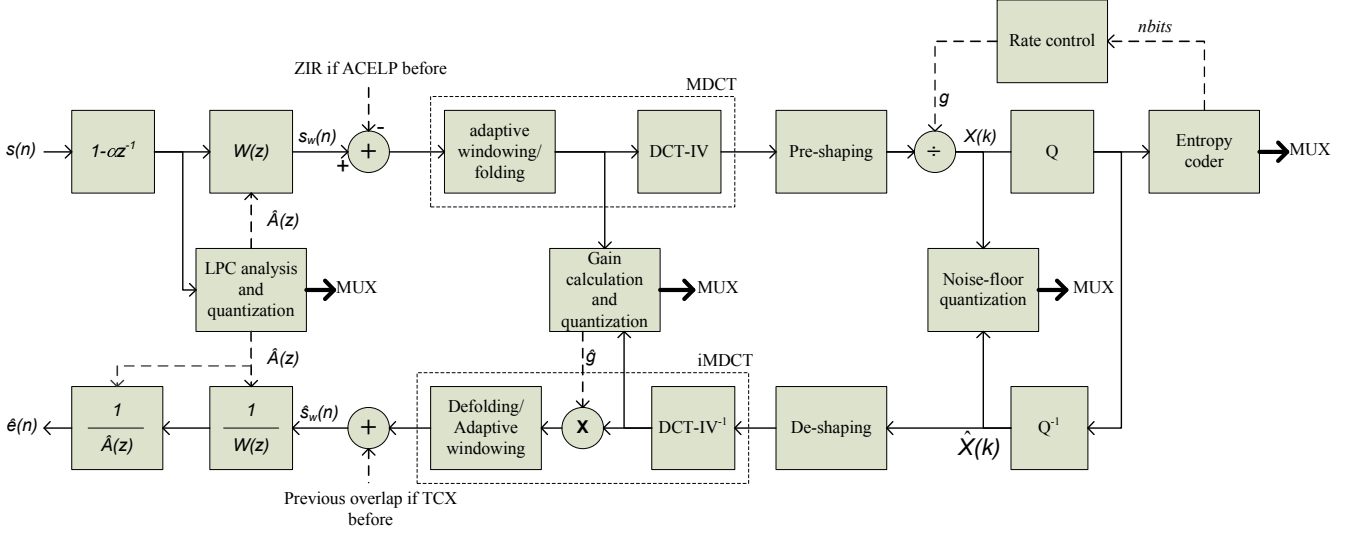 Rate control
nbits
ZIR if ACELP before
MDCT
g
s(n)
1-αz⁻¹
W(z)
s_w(n)
-
+
+
adaptive
windowing/
folding
DCT-IV
Pre-shaping
÷
X(k)
Q
Entropy
coder
MUX
Â(z)
LPC analysis
and
quantization
MUX
Gain
calculation
and
quantization
MUX
Noise-floor
quantization
MUX
Â(z)
ĝ
iMDCT
ê(n)
1
Â(z)
1
W(z)
ŝ_w(n)
+
Defolding/
Adaptive
windowing
X
DCT-IV⁻¹
De-shaping
X̂(k)
Q⁻¹
Previous overlap if TCX
before